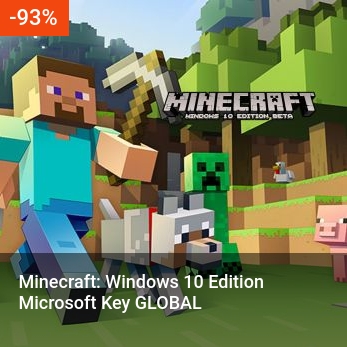 -93%
MINECRAFT
WINDOWS 10 EDITION BETA
Minecraft: Windows 10 Edition
Microsoft Key GLOBAL